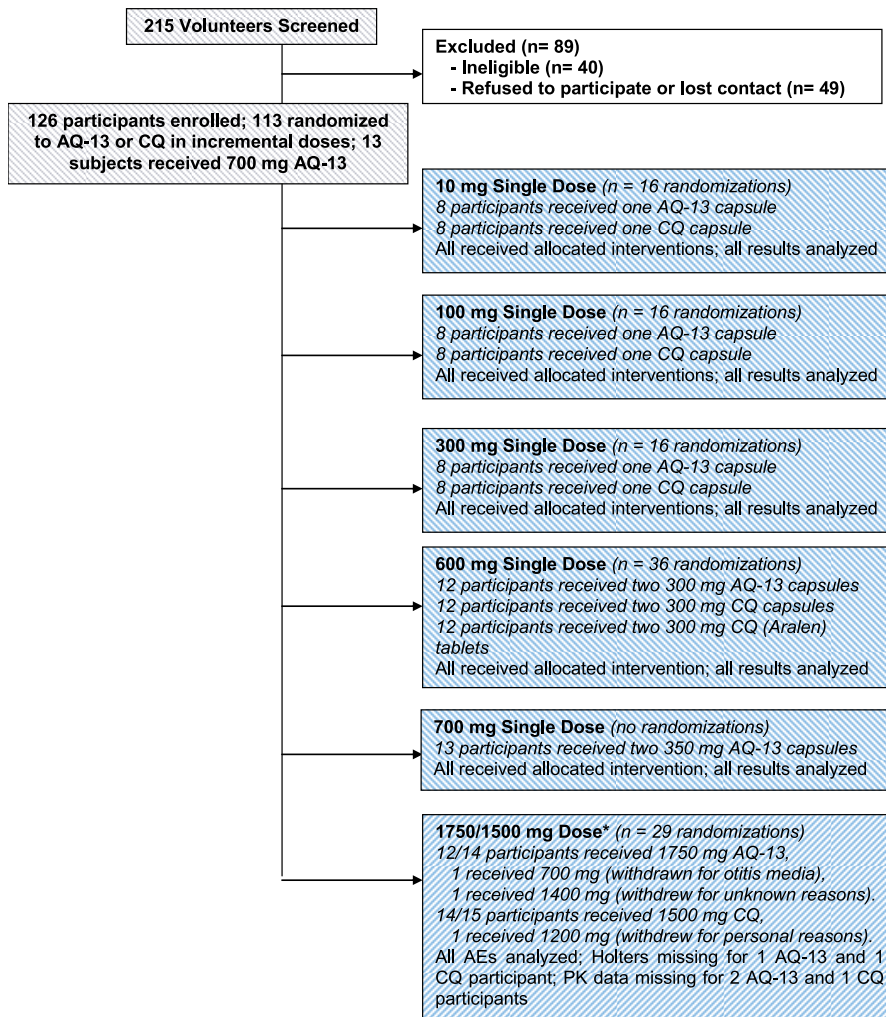 215 Volunteers Screened
Excluded (n= 89)
- Ineligible (n= 40)
- Refused to participate or lost contact (n= 49)
126 participants enrolled; 113 randomized
to AQ-13 or CQ in incremental doses; 13
subjects received 700 mg AQ-13
10 mg Single Dose (n = 16 randomizations)
8 participants received one AQ-13 capsule
8 participants received one CQ capsule
All received allocated interventions; all results analyzed
100 mg Single Dose (n = 16 randomizations)
8 participants received one AQ-13 capsule
8 participants received one CQ capsule
All received allocated interventions; all results analyzed
300 mg Single Dose (n = 16 randomizations)
8 participants received one AQ-13 capsule
8 participants received one CQ capsule
All received allocated interventions; all results analyzed
600 mg Single Dose (n = 36 randomizations)
12 participants received two 300 mg AQ-13 capsules
12 participants received two 300 mg CQ capsules
12 participants received two 300 mg CQ (Aralen)
tablets
All received allocated intervention; all results analyzed
700 mg Single Dose (no randomizations)
13 participants received two 350 mg AQ-13 capsules
All received allocated intervention; all results analyzed
1750/1500 mg Dose* (n = 29 randomizations)
12/14 participants received 1750 mg AQ-13,
1 received 700 mg (withdrawn for otitis media),
1 received 1400 mg (withdrew for unknown reasons).
14/15 participants received 1500 mg CQ,
1 received 1200 mg (withdrew for personal reasons).
All AEs analyzed; Holters missing for 1 AQ-13 and 1
CQ participant; PK data missing for 2 AQ-13 and 1 CQ
participants